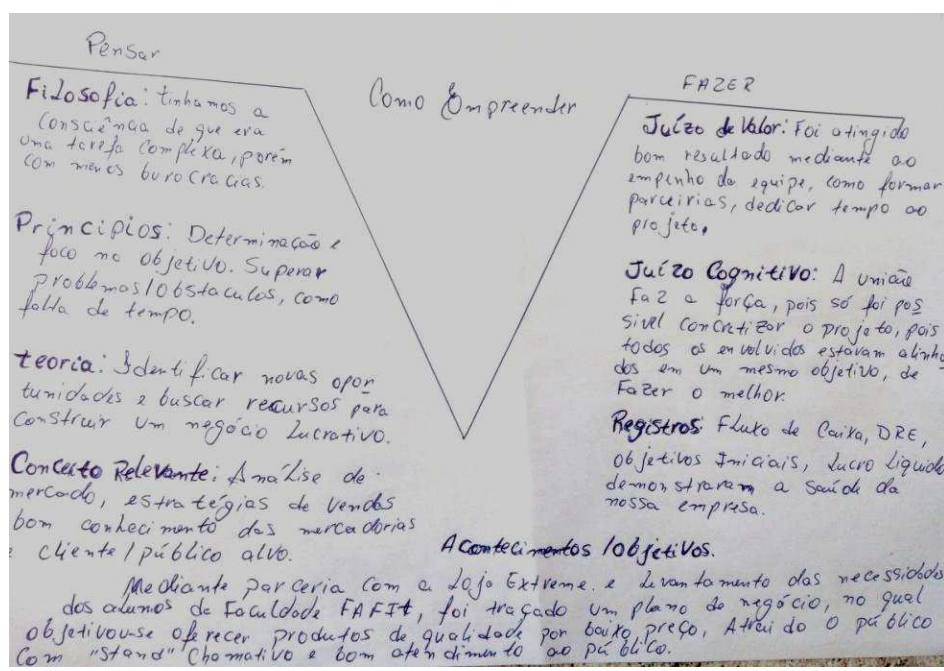 Pensar
Filosofia: tinhamos a
consciência de que era
uma tarefa complexa, porém
com menos burocracias.
Princípios: Determinação e
foco no objetivo. Superar
problemas/obstaculos, como
falta de tempo.
teoria: Identificar novas opor
tunidades e buscar recursos para
construir um negócio lucrativo.
Conceito Relevante: Análise de
mercado, estratégias de vendas
bom conhecimento das mercadorias
e cliente/público alvo.
Como Empreender
FAZER
Juízo de Valor: Foi atingido
bom resultado mediante ao
empenho da equipe, como formar
parceirias, dedicar tempo ao
projeto.
Juízo Cognitivo: A união
faz a força, pois só foi pos
sivel concretizar o projeto, pois
todos os envolvidos estavam alinha
dos em um mesmo objetivo, de
Fazer o melhor.
Registros: Fluxo de Caixa, DRE,
objetivos Iniciais, Lucro Liquido
demonstraram a saúde da
nossa empresa.
Acontecimentos/objetivos.
Mediante parceria com a Loja Extreme. e levantamento das necessidades
dos alunos da Faculdade FAFIt, foi traçado um plano de negócio, no qual
objetivou-se oferecer produtos de qualidade por baixo preço, Atraido o público
Com "Stand" Chamativo e bom atendimento ao público.